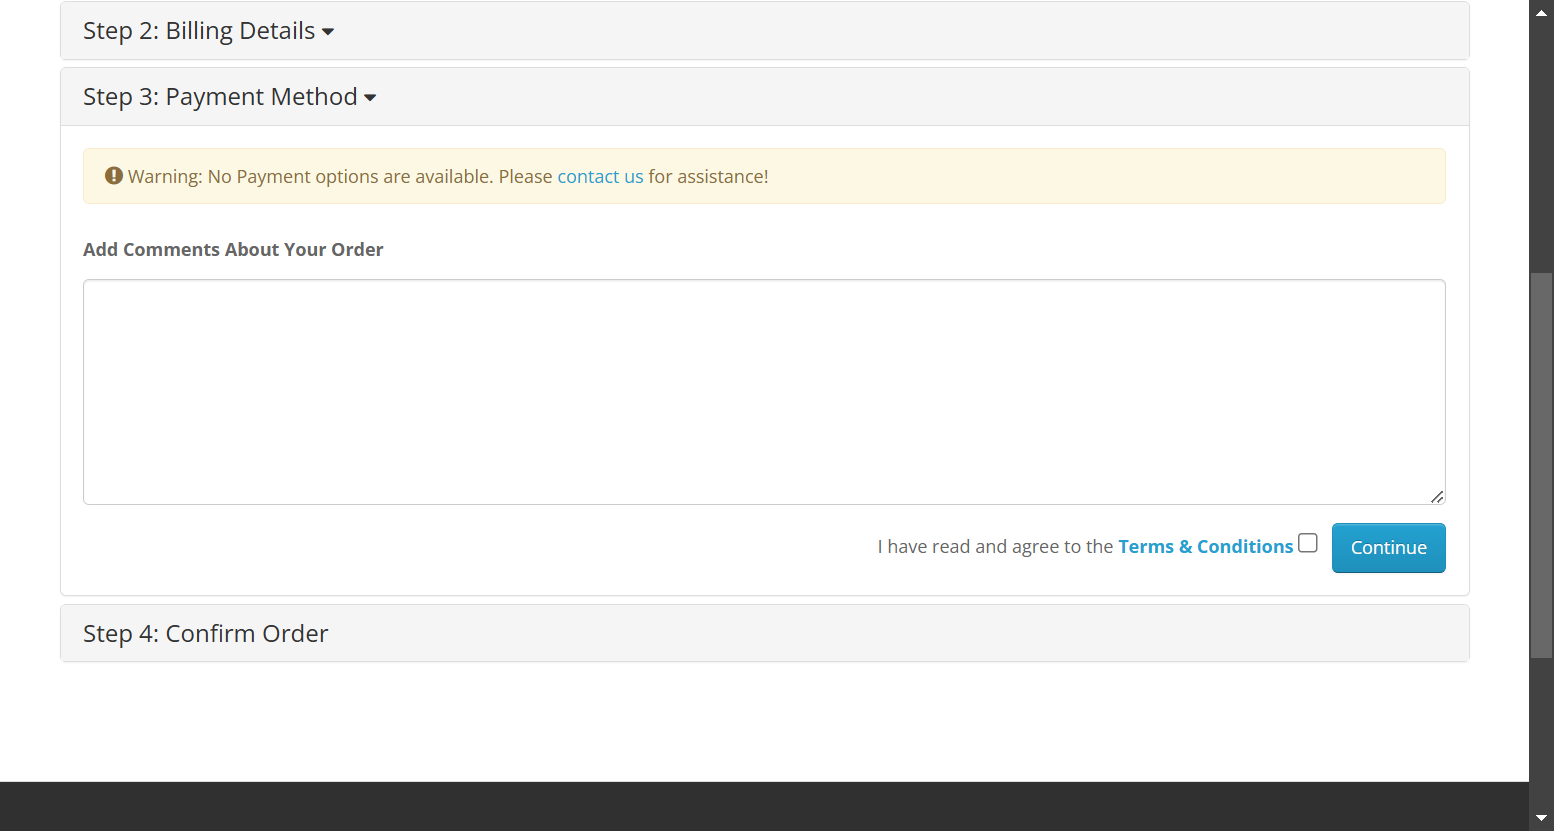 Step 2: Billing Details
Step 3: Payment Method
Warning: No Payment options are available. Please contact us for assistance!
Add Comments About Your Order
I have read and agree to the Terms & Conditions
Continue
Step 4: Confirm Order